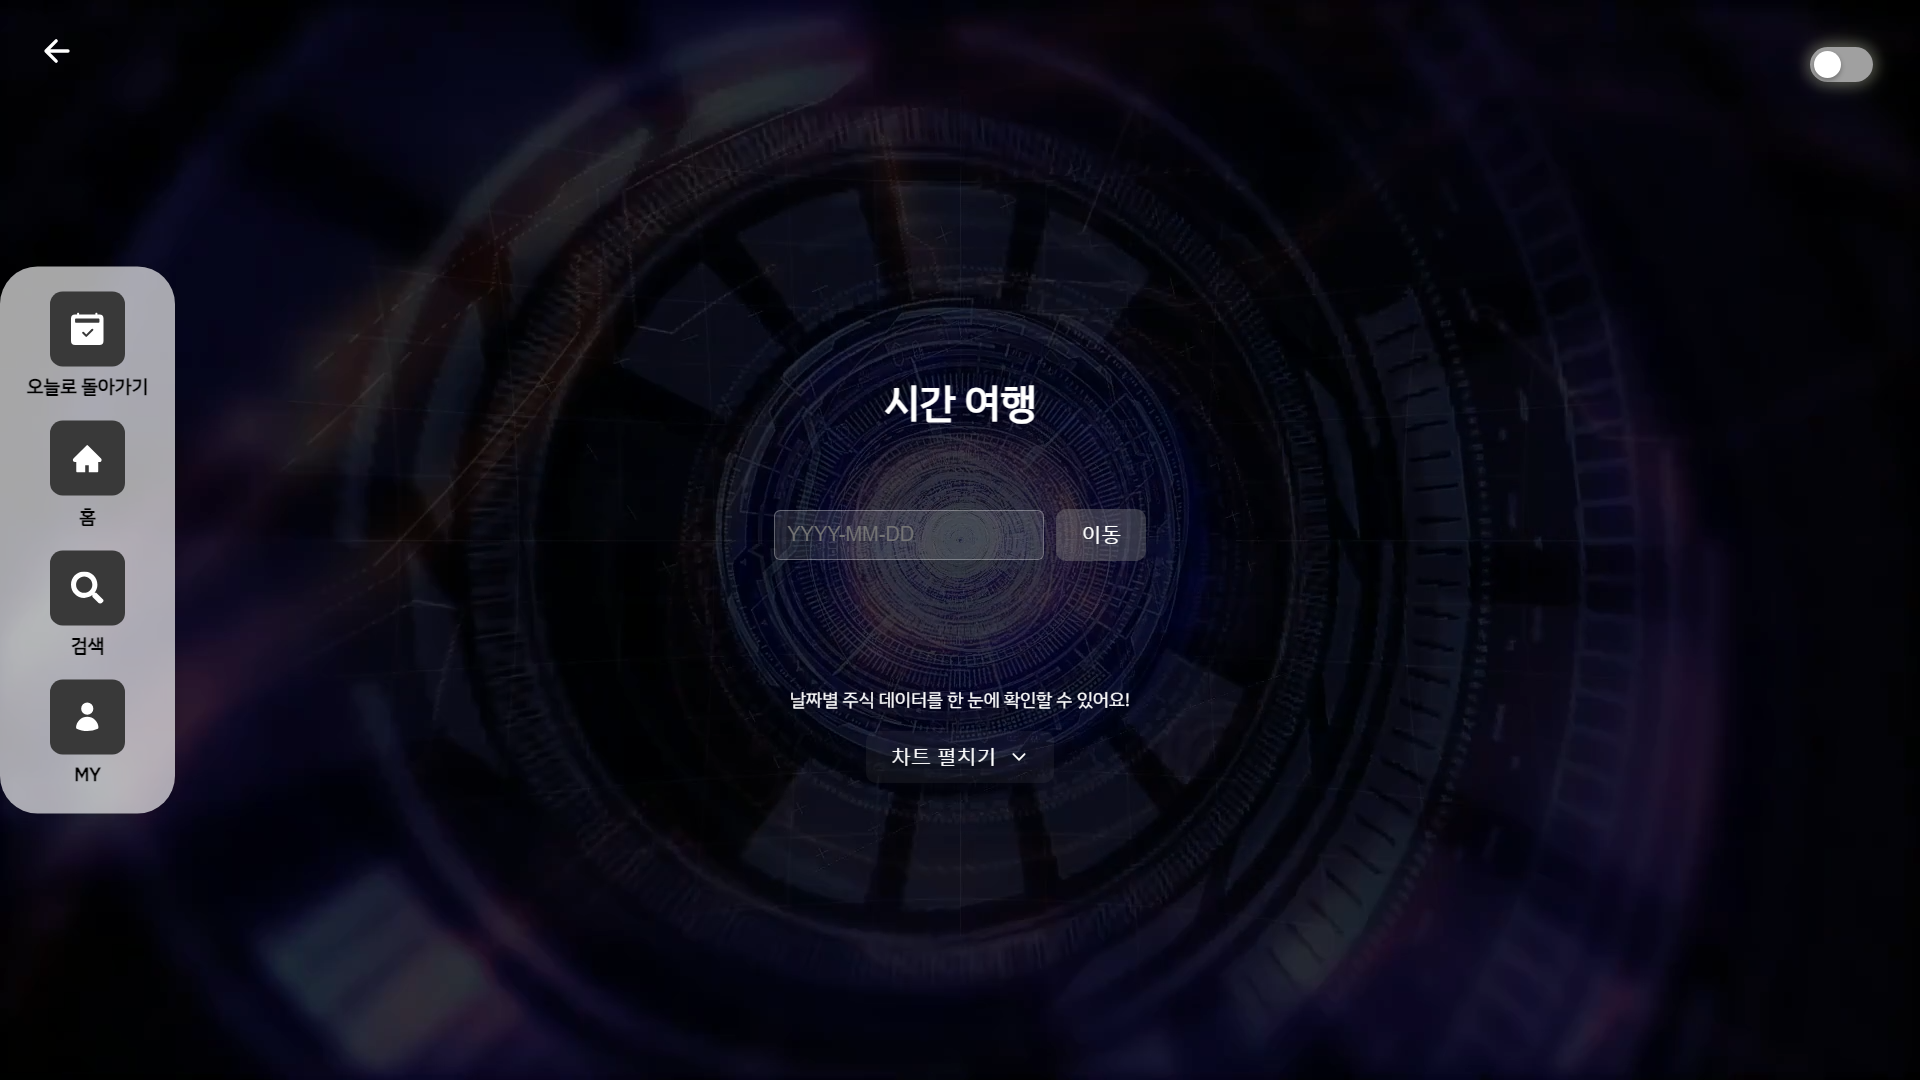 시간 여행
YYYY-MM-DD
이동
날짜별 주식 데이터를 한 눈에 확인할 수 있어요!
차트 펼치기
오늘로 돌아가기
홈
검색
MY